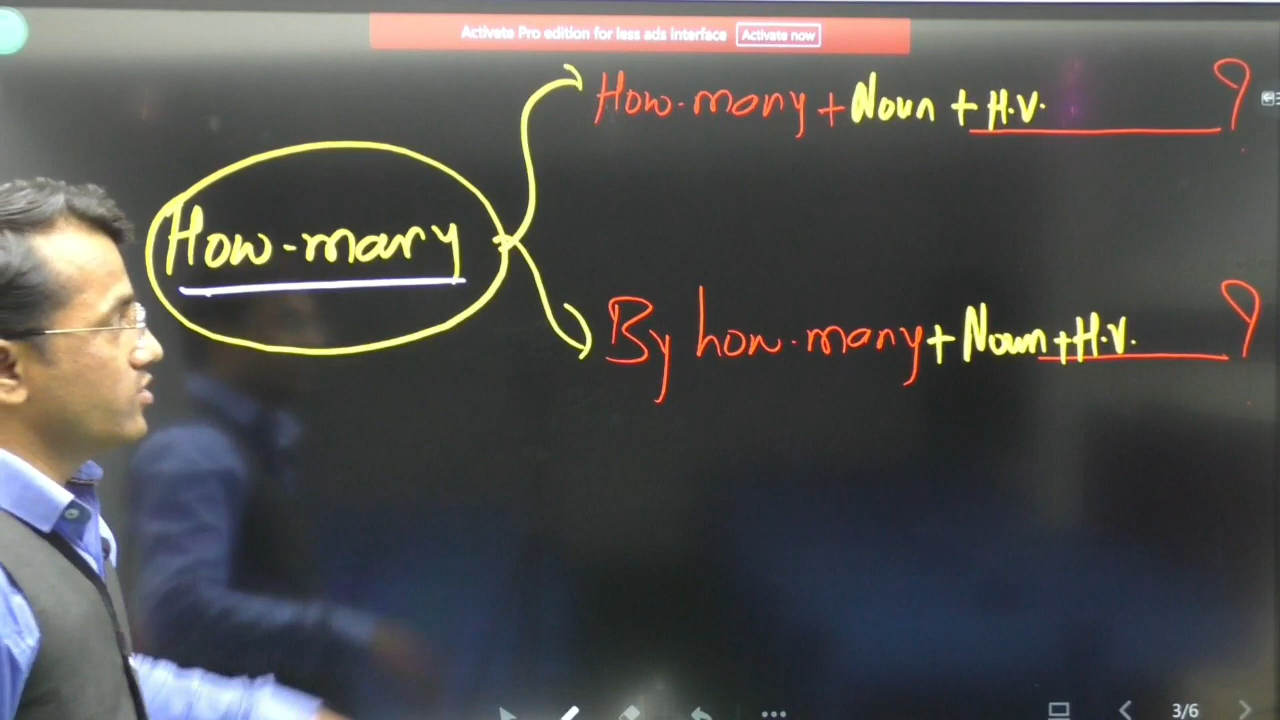 Activate Pro edition for less ads interface Activate now
How-many + Noun + H.V. ?
How-many
By how-many + Noun + H.V. ?
3/6